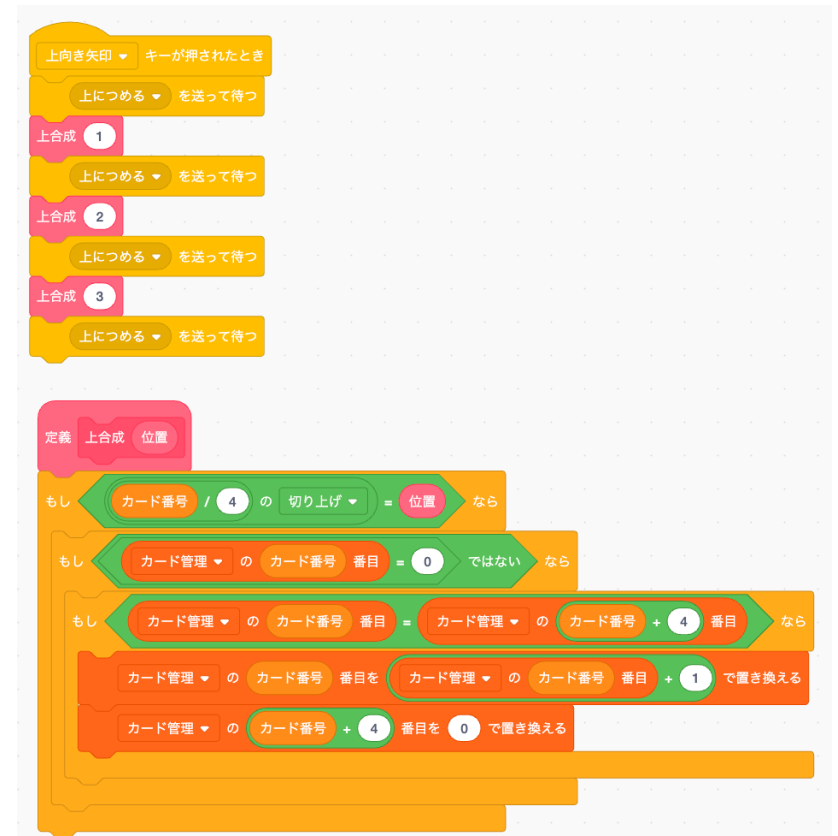 上向き矢印 キーが押されたとき
上につめる を送って待つ
上合成 1
上につめる を送って待つ
上合成 2
上につめる を送って待つ
上合成 3
上につめる を送って待つ
定義 上合成 位置
もし カード番号 / 4 の 切り上げ = 位置 なら
もし カード管理 の カード番号 番目 = 0 ではない なら
もし カード管理 の カード番号 番目 = カード管理 の カード番号 + 4 番目 なら
カード管理 の カード番号 番目を カード管理 の カード番号 番目 + 1 で置き換える
カード管理 の カード番号 + 4 番目を 0 で置き換える